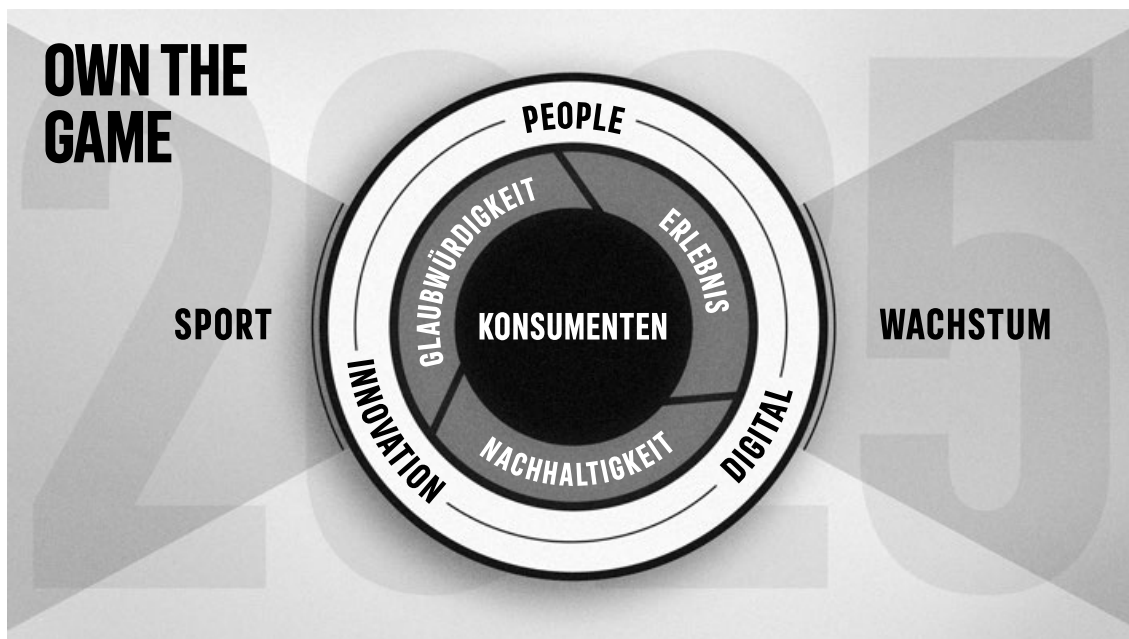 OWN THE
GAME
2025
PEOPLE
GLAUBWÜRDIGKEIT
ERLEBNIS
SPORT
KONSUMENTEN
WACHSTUM
INNOVATION
NACHHALTIGKEIT
DIGITAL